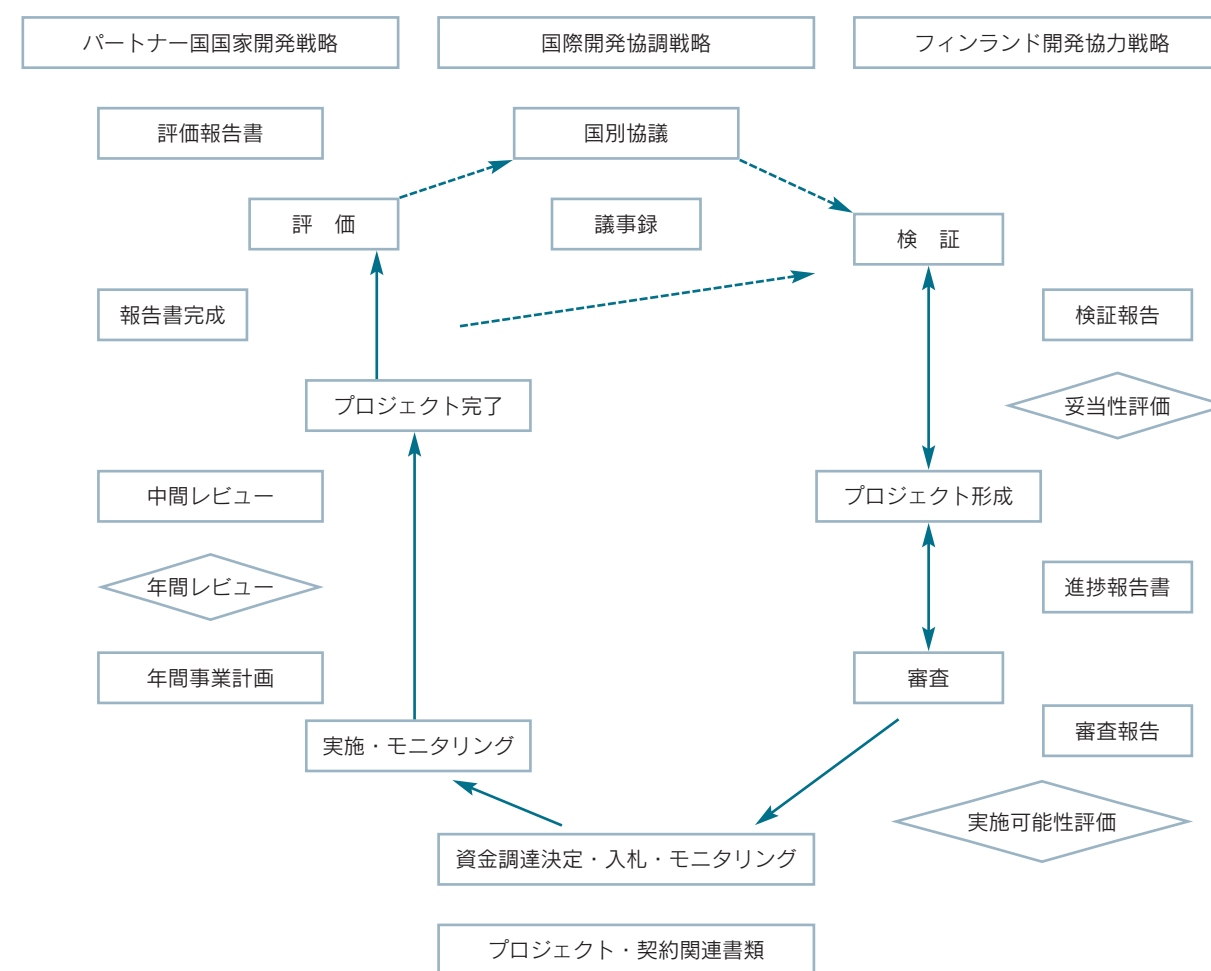 パートナー国国家開発戦略
国際開発協調戦略
フィンランド開発協力戦略
評価報告書
国別協議
評　価
議事録
検　証
報告書完成
検証報告
プロジェクト完了
妥当性評価
中間レビュー
プロジェクト形成
年間レビュー
進捗報告書
年間事業計画
審査
実施・モニタリング
審査報告
実施可能性評価
資金調達決定・入札・モニタリング
プロジェクト・契約関連書類